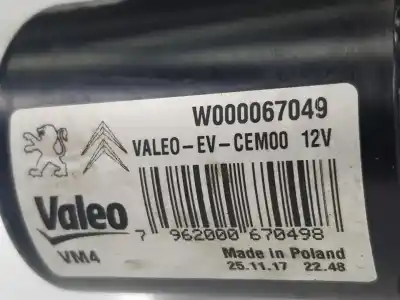 W000067049
VALEO-EV-CEM00 12V
Valeo
VM4
7 962000 670498
Made in Poland
25.11.17 22.48